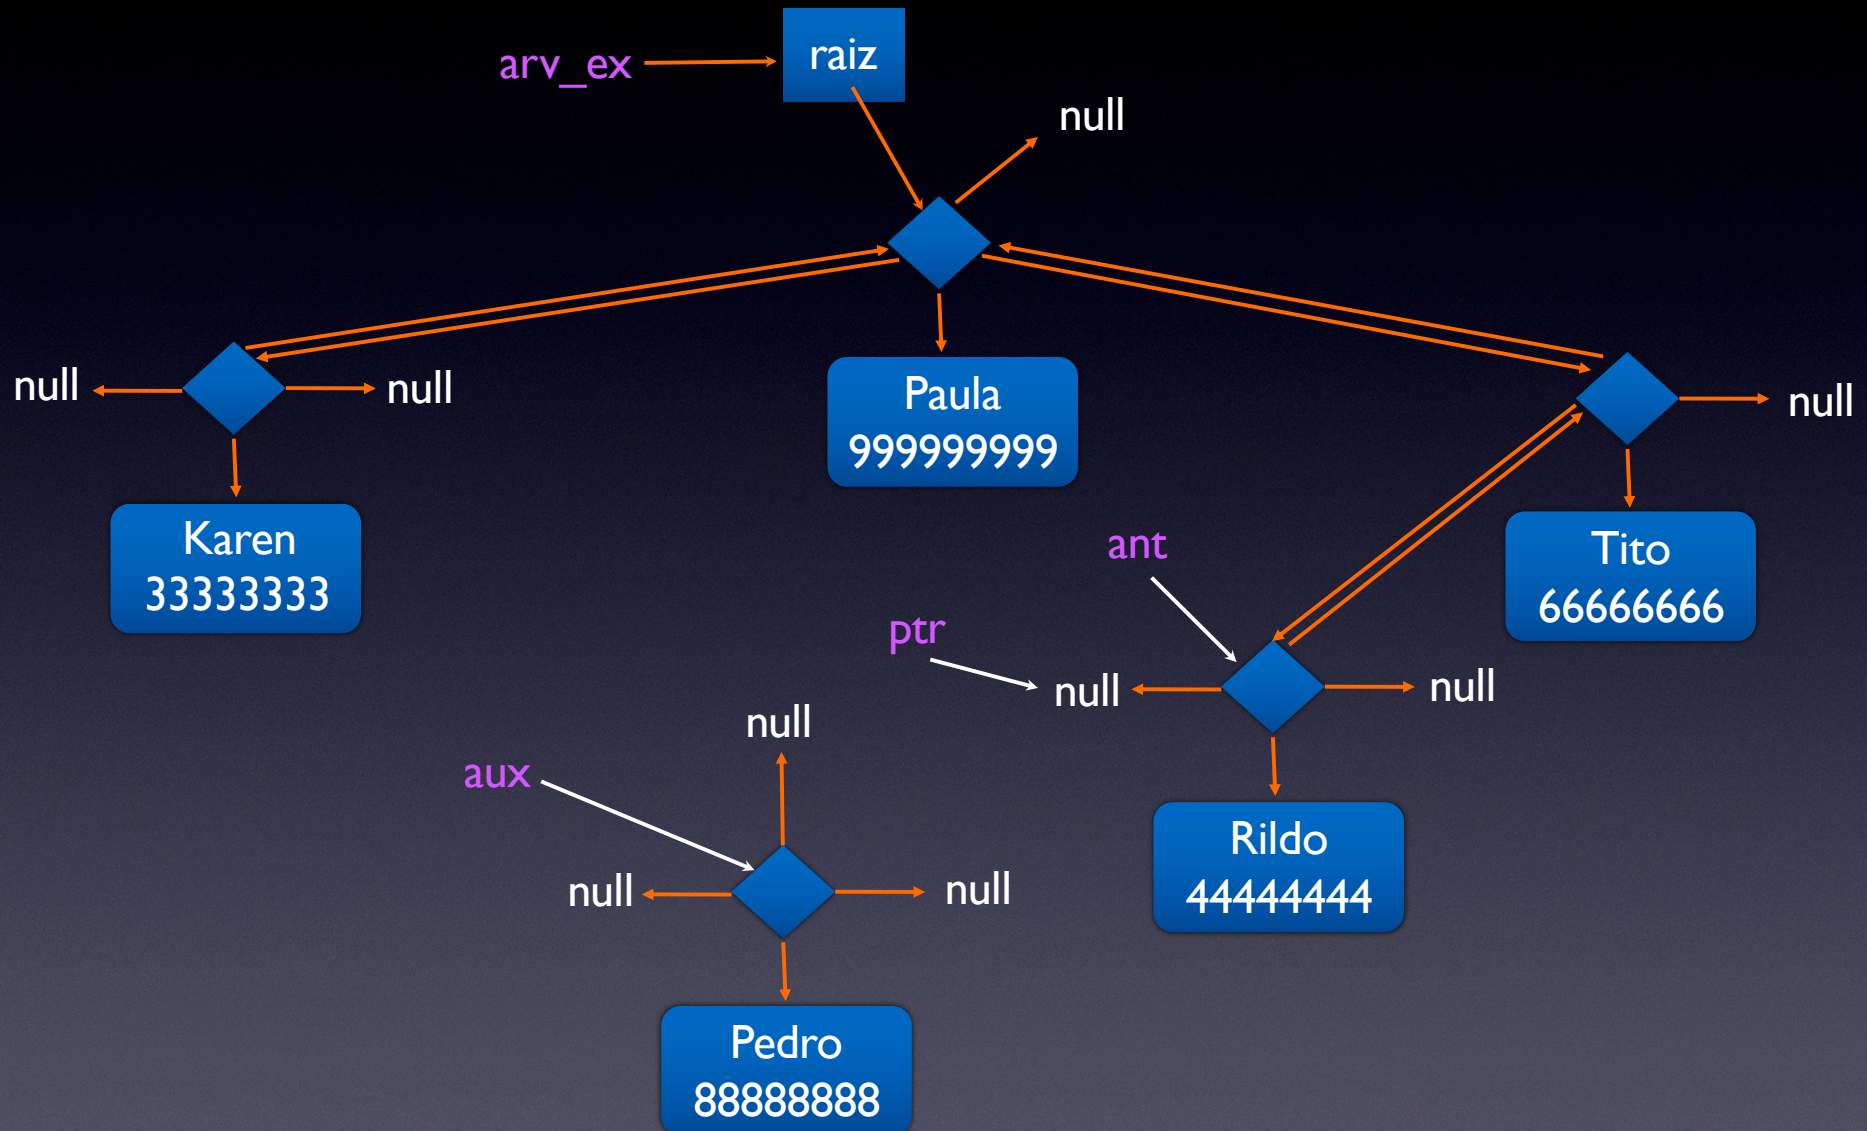 raiz
arv_ex
null
null
null
Paula
999999999
null
Karen
33333333
Tito
66666666
ant
ptr
null
null
null
aux
Rildo
44444444
null
null
Pedro
88888888